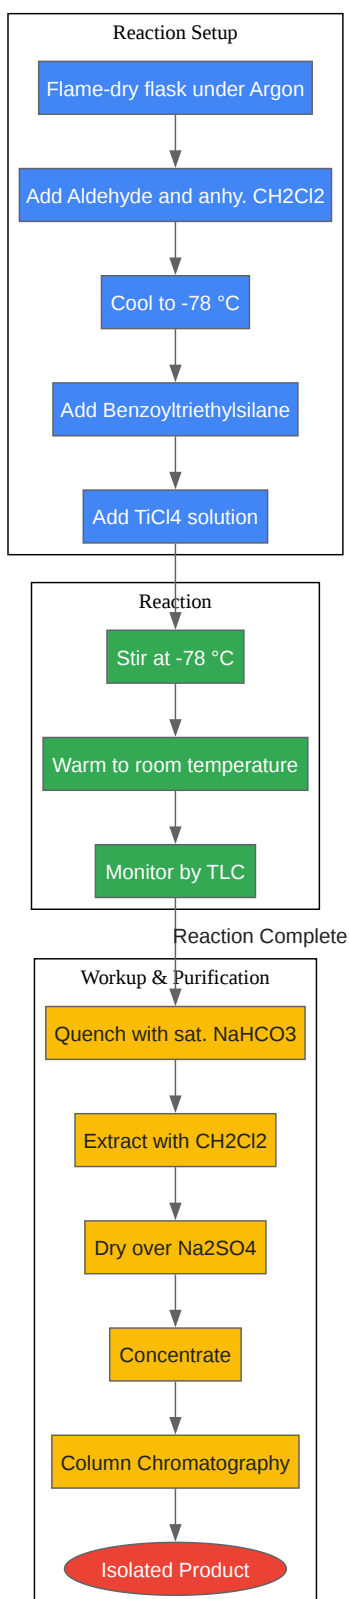 Reaction Setup
Flame-dry flask under Argon
Add Aldehyde and anhy. CH2Cl2
Cool to -78 °C
Add Benzoyltriethylsilane
Add TiCl4 solution
Reaction
Stir at -78 °C
Warm to room temperature
Monitor by TLC
Reaction Complete
Workup & Purification
Quench with sat. NaHCO3
Extract with CH2Cl2
Dry over Na2SO4
Concentrate
Column Chromatography
Isolated Product